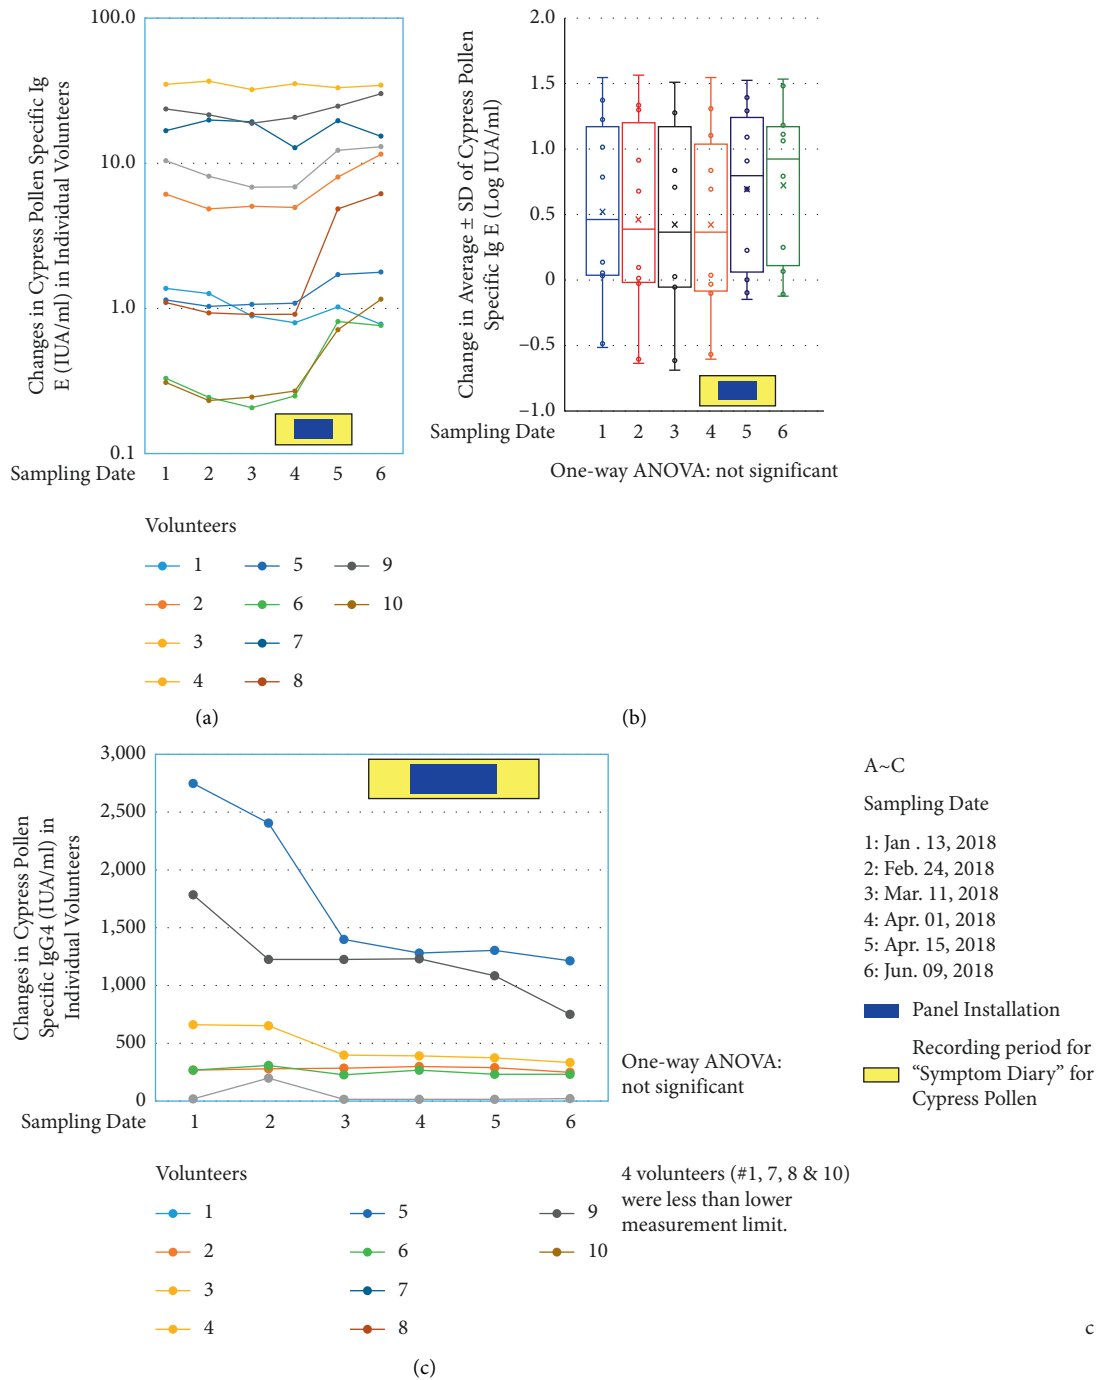 Changes in Cypress Pollen Specific Ig
E (IUA/ml) in Individual Volunteers
100.0
10.0
1.0
0.1
Sampling Date 1 2 3 4 5 6
Volunteers
1 5 9
2 6 10
3 7
4 8
(a)
Change in Average ± SD of Cypress Pollen
Specific Ig E (Log IUA/ml)
2.0
1.5
1.0
0.5
0
–0.5
–1.0
Sampling Date 1 2 3 4 5 6
One-way ANOVA: not significant
(b)
Changes in Cypress Pollen
Specific IgG4 (IUA/ml) in
Individual Volunteers
3,000
2,500
2,000
1,500
1,000
500
0
Sampling Date 1 2 3 4 5 6
One-way ANOVA:
not significant
Volunteers
1 5 9
2 6 10
3 7
4 8
4 volunteers (#1, 7, 8 & 10)
were less than lower
measurement limit.
(c)
A~C
Sampling Date
1: Jan . 13, 2018
2: Feb. 24, 2018
3: Mar. 11, 2018
4: Apr. 01, 2018
5: Apr. 15, 2018
6: Jun. 09, 2018
Panel Installation
Recording period for
“Symptom Diary” for
Cypress Pollen
c